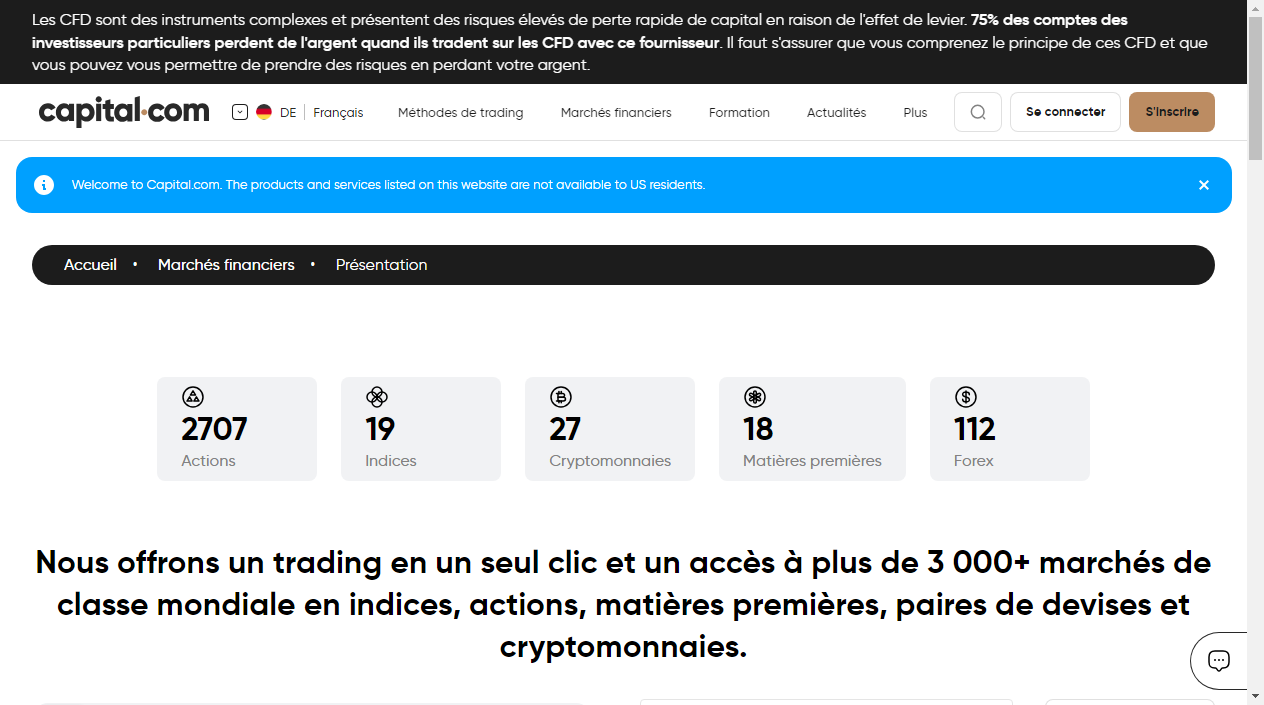 Les CFD sont des instruments complexes et présentent des risques élevés de perte rapide de capital en raison de l'effet de levier. 75% des comptes des
investisseurs particuliers perdent de l'argent quand ils tradent sur les CFD avec ce fournisseur. Il faut s'assurer que vous comprenez le principe de ces CFD et que
vous pouvez vous permettre de prendre des risques en perdant votre argent.
capital.com DE Français Méthodes de trading Marchés financiers Formation Actualités Plus Se connecter S'inscrire
Welcome to Capital.com. The products and services listed on this website are not available to US residents.
Accueil • Marchés financiers • Présentation
2707 19 27 18 112
Actions Indices Cryptomonnaies Matières premières Forex
Nous offrons un trading en un seul clic et un accès à plus de 3 000+ marchés de
classe mondiale en indices, actions, matières premières, paires de devises et
cryptomonnaies.